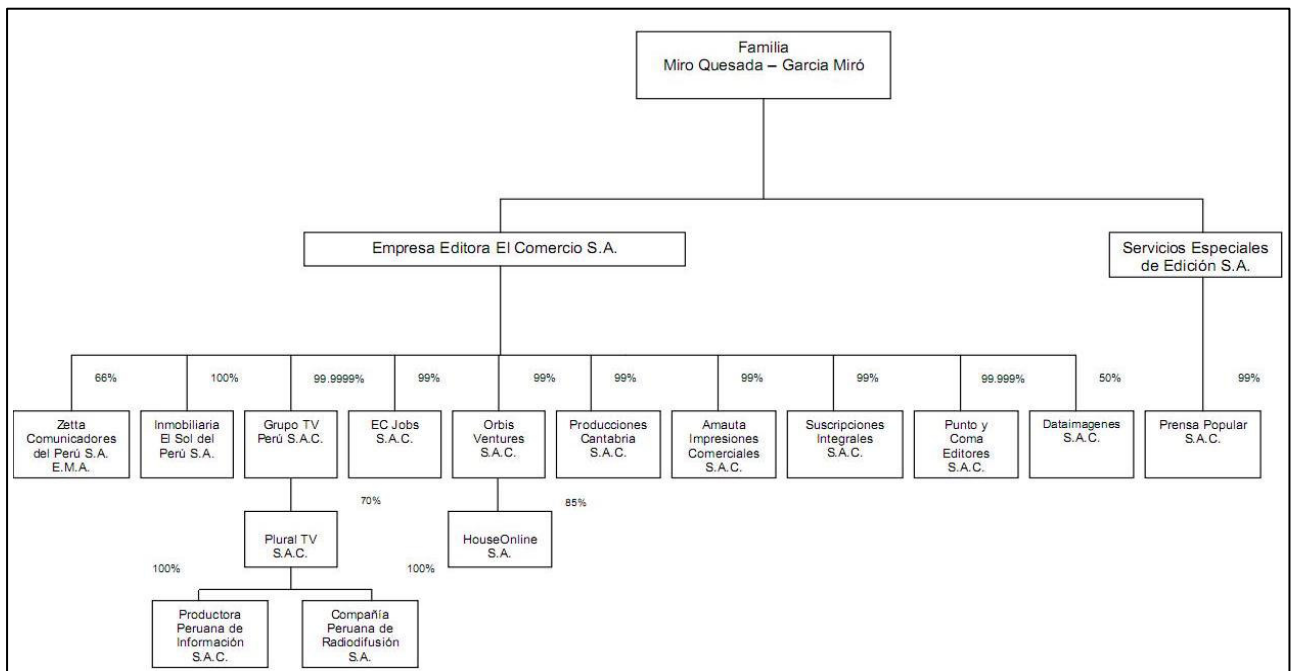 Familia
Miro Quesada – Garcia Miró
Empresa Editora El Comercio S.A.
Servicios Especiales
de Edición S.A.
66%
100%
99.9999%
99%
99%
99%
99%
99%
99.999%
50%
99%
Zetta
Comunicadores
del Perú S.A.
E.M.A.
Inmobiliaria
El Sol del
Perú S.A.
Grupo TV
Perú S.A.C.
EC Jobs
S.A.C.
Orbis
Ventures
S.A.C.
Producciones
Cantabria
S.A.C.
Amauta
Impresiones
Comerciales
S.A.C.
Suscripciones
Integrales
S.A.C.
Punto y
Coma
Editores
S.A.C.
Dataimagenes
S.A.C.
Prensa Popular
S.A.C.
70%
85%
Plural TV
S.A.C.
HouseOnline
S.A.
100%
100%
Productora
Peruana de
Información
S.A.C.
Compañía
Peruana de
Radiodifusión
S.A.